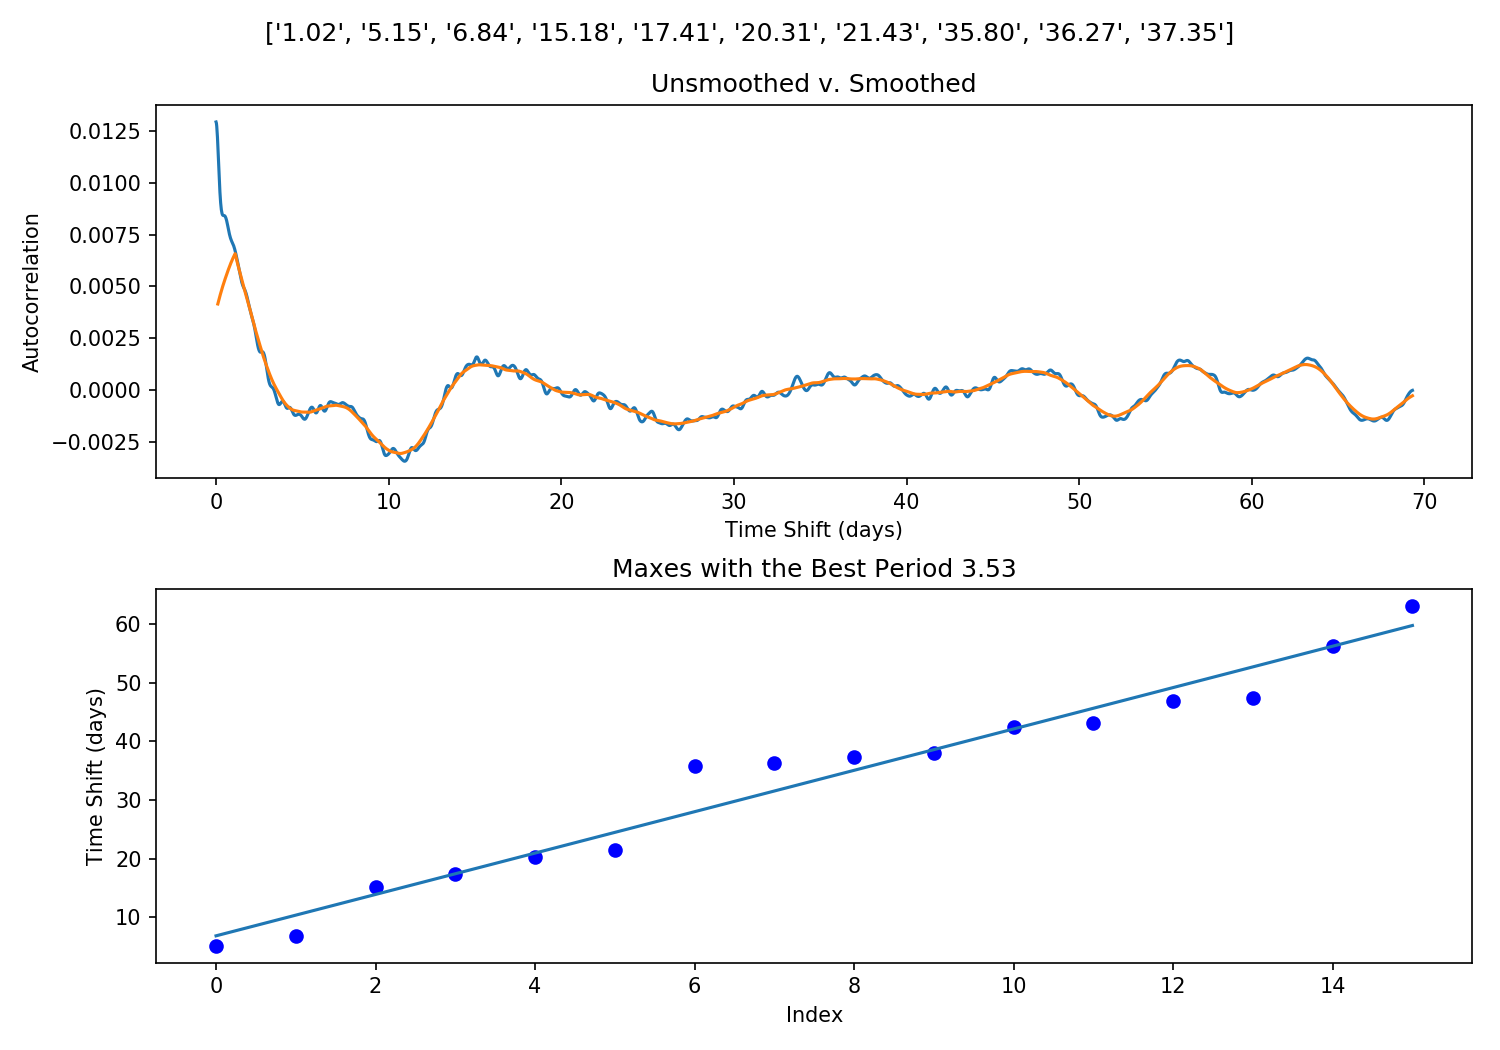 ['1.02', '5.15', '6.84', '15.18', '17.41', '20.31', '21.43', '35.80', '36.27', '37.35']
Unsmoothed v. Smoothed
0.0125
0.0100
0.0075
0.0050
0.0025
0.0000
−0.0025
Autocorrelation
0 10 20 30 40 50 60 70
Time Shift (days)
Maxes with the Best Period 3.53
60
50
40
30
20
10
Time Shift (days)
0 2 4 6 8 10 12 14
Index